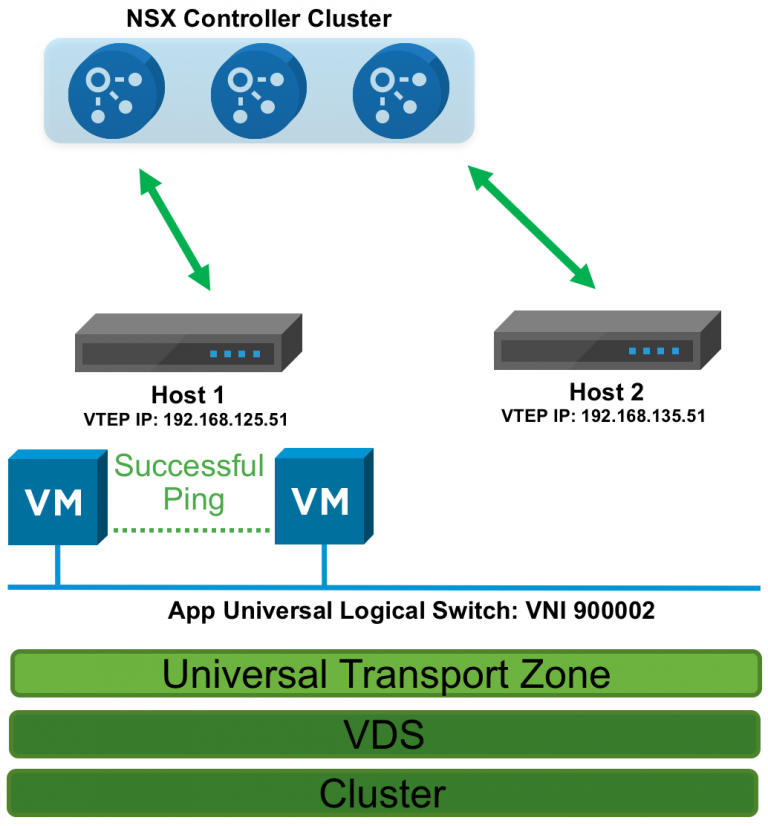 NSX Controller Cluster
Host 1
VTEP IP: 192.168.125.51
Host 2
VTEP IP: 192.168.135.51
VM
Successful
Ping
VM
App Universal Logical Switch: VNI 900002
Universal Transport Zone
VDS
Cluster